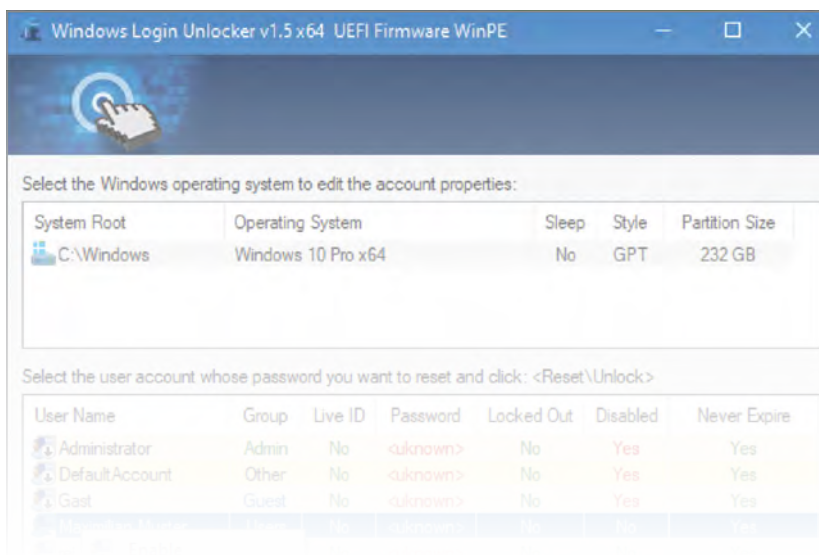 Windows Login Unlocker v1.5 x64 UEFI Firmware WinPE
Select the Windows operating system to edit the account properties:
System Root Operating System Sleep Style Partition Size
C:\Windows Windows 10 Pro x64 No GPT 232 GB
Select the user account whose password you want to reset and click: <Reset\Unlock>
User Name Group Live ID Password Locked Out Disabled Never Expire
Administrator Admin No <uknown> No Yes Yes
DefaultAccount Other No <uknown> No Yes Yes
Gast Guest No <uknown> No Yes Yes
Users No <uknown> No No Yes
Enable